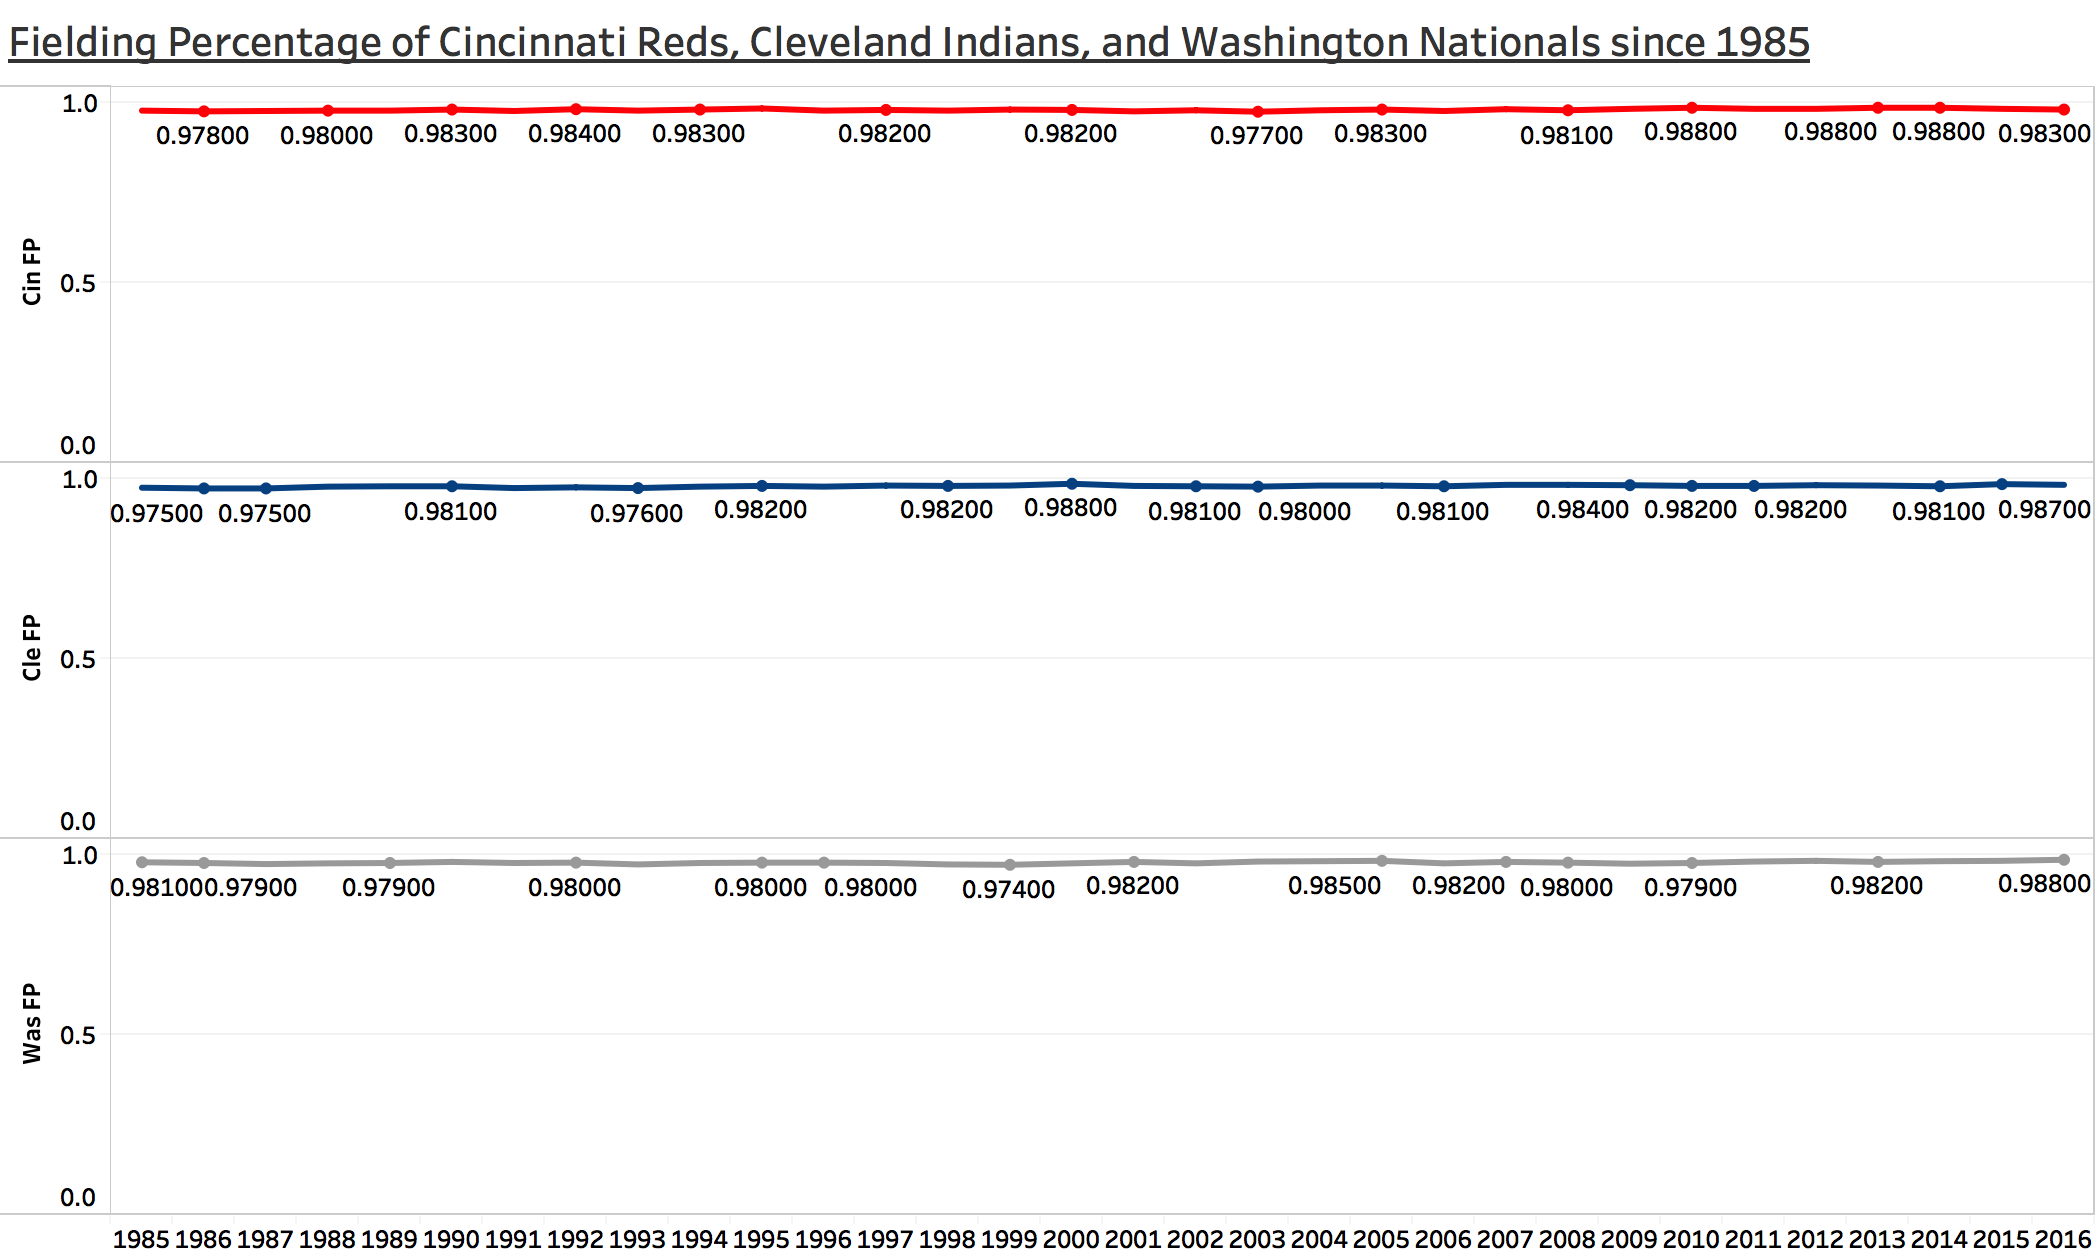 Fielding Percentage of Cincinnati Reds, Cleveland Indians, and Washington Nationals since 1985
1.0
0.97800 0.98000 0.98300 0.98400 0.98300 0.98200 0.98200 0.97700 0.98300 0.98100 0.98800 0.98800 0.98800 0.98300
Cin FP
0.5
0.0
1.0
0.97500 0.97500 0.98100 0.97600 0.98200 0.98200 0.98800 0.98100 0.98000 0.98100 0.98400 0.98200 0.98200 0.98100 0.98700
Cle FP
0.5
0.0
1.0
0.98100 0.97900 0.97900 0.98000 0.98000 0.98000 0.97400 0.98200 0.98500 0.98200 0.98000 0.97900 0.98200 0.98800
Was FP
0.5
0.0
1985 1986 1987 1988 1989 1990 1991 1992 1993 1994 1995 1996 1997 1998 1999 2000 2001 2002 2003 2004 2005 2006 2007 2008 2009 2010 2011 2012 2013 2014 2015 2016